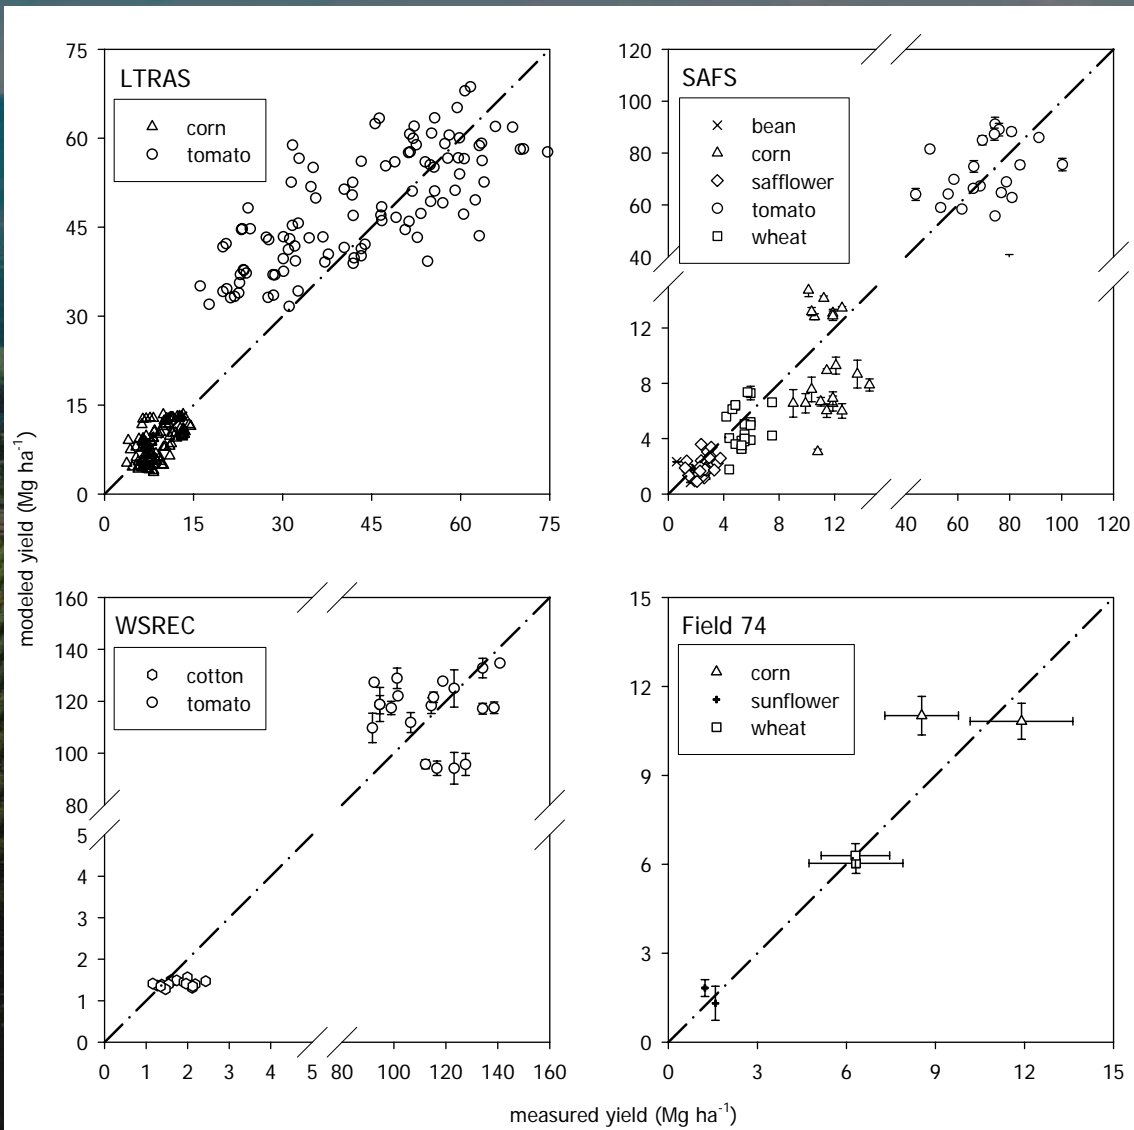 LTRAS
corn
tomato
75
60
45
30
15
0
0 15 30 45 60 75
SAFS
bean
corn
safflower
tomato
wheat
120
100
80
60
40
12
8
4
0
0 4 8 12 40 60 80 100 120
WSREC
cotton
tomato
160
140
120
100
80
5
4
3
2
1
0
0 1 2 3 4 5 80 100 120 140 160
Field 74
corn
sunflower
wheat
15
12
9
6
3
0
0 3 6 9 12 15
modeled yield (Mg ha⁻¹)
measured yield (Mg ha⁻¹)